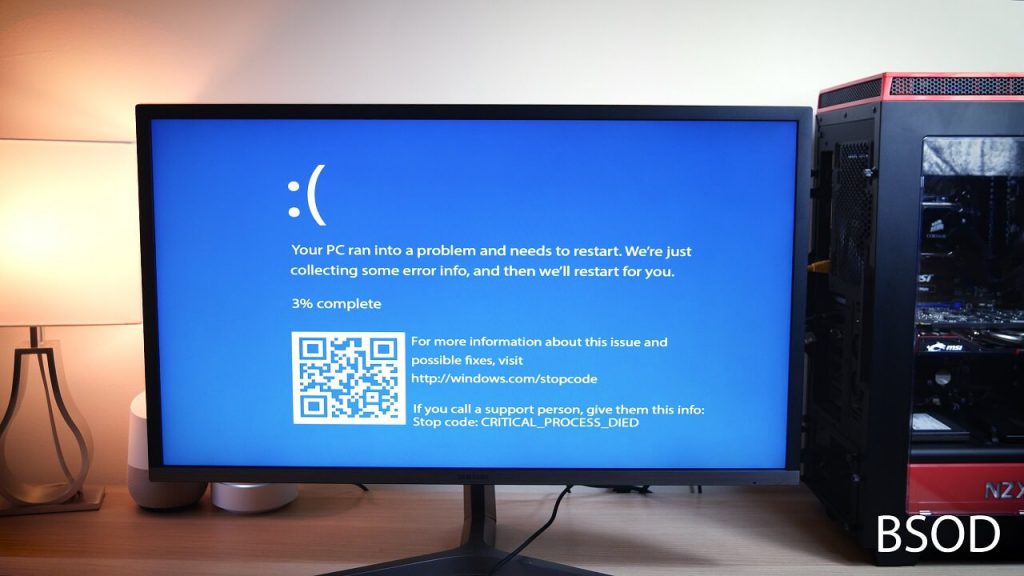 :(
Your PC ran into a problem and needs to restart. We're just
collecting some error info, and then we'll restart for you.
3% complete
For more information about this issue and
possible fixes, visit
http://windows.com/stopcode
If you call a support person, give them this info:
Stop code: CRITICAL_PROCESS_DIED
SAMSUNG
CORSAIR
msi
msi
NZX
BSOD